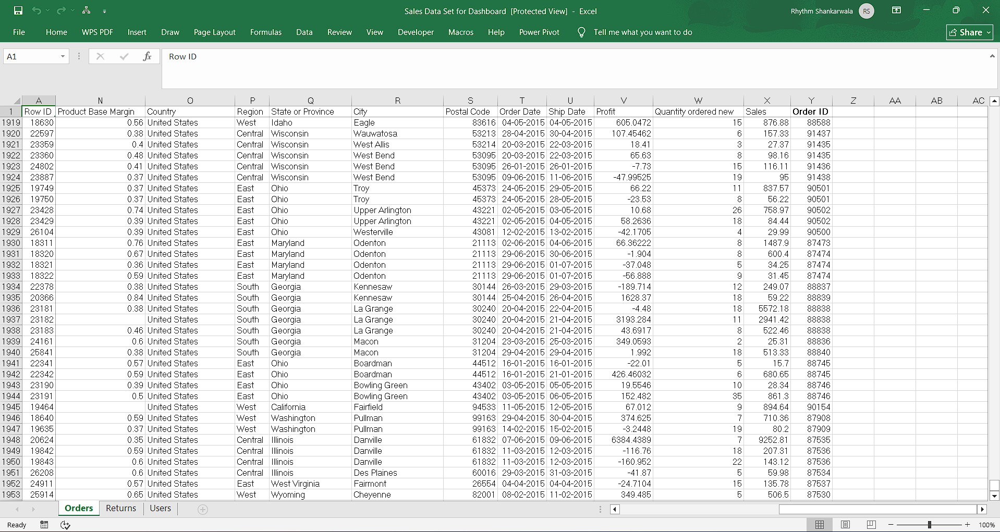 Sales Data Set for Dashboard [Protected View] - Excel
Rhythm Shankarwala RS
File Home WPS PDF Insert Draw Page Layout Formulas Data Review View Developer Macros Help Power Pivot Tell me what you want to do Share
A1 fx Row ID
A N O P Q R S T U V W X Y Z AA AB AC
1 Row ID Product Base Margin Country Region State or Province City Postal Code Order Date Ship Date Profit Quantity ordered new Sales Order ID
1919 18630 0.56 United States West Idaho Eagle 83616 04-05-2015 04-05-2015 605.0472 15 876.88 88588
1920 22597 0.38 United States Central Wisconsin Wauwatosa 53213 28-04-2015 30-04-2015 107.45462 6 157.33 91437
1921 23359 0.4 United States Central Wisconsin West Allis 53214 20-03-2015 22-03-2015 18.41 3 27.37 91435
1922 23360 0.48 United States Central Wisconsin West Bend 53095 20-03-2015 22-03-2015 65.63 8 98.16 91435
1923 24802 0.41 United States Central Wisconsin West Bend 53095 26-01-2015 26-01-2015 -7.73 15 116.11 91436
1924 23887 0.37 United States Central Wisconsin West Bend 53095 09-06-2015 11-06-2015 -47.99525 19 95 91438
1925 19749 0.37 United States East Ohio Troy 45373 24-05-2015 29-05-2015 66.22 11 837.57 90501
1926 19750 0.37 United States East Ohio Troy 45373 24-05-2015 28-05-2015 -23.53 8 56.22 90501
1927 23428 0.74 United States East Ohio Upper Arlington 43221 02-05-2015 03-05-2015 10.68 26 758.97 90502
1928 23429 0.39 United States East Ohio Upper Arlington 43221 02-05-2015 04-05-2015 58.2636 18 84.44 90502
1929 26104 0.39 United States East Ohio Westerville 43081 12-02-2015 13-02-2015 -42.1705 4 29.99 90500
1930 18311 0.76 United States East Maryland Odenton 21113 02-06-2015 04-06-2015 66.36222 8 1487.9 87473
1931 18320 0.67 United States East Maryland Odenton 21113 29-06-2015 30-06-2015 -1.904 8 600.4 87474
1932 18321 0.36 United States East Maryland Odenton 21113 29-06-2015 01-07-2015 -37.048 5 34.25 87474
1933 18322 0.59 United States East Maryland Odenton 21113 29-06-2015 01-07-2015 -56.888 9 31.45 87474
1934 22378 0.38 United States South Georgia Kennesaw 30144 26-03-2015 29-03-2015 -189.714 12 249.07 88837
1935 20366 0.84 United States South Georgia Kennesaw 30144 25-04-2015 26-04-2015 1628.37 18 59.22 88839
1936 23181 0.38 United States South Georgia La Grange 30240 20-04-2015 22-04-2015 -4.48 18 5572.18 88838
1937 23182 United States South Georgia La Grange 30240 20-04-2015 21-04-2015 3193.284 11 2941.42 88838
1938 23183 0.46 United States South Georgia La Grange 30240 20-04-2015 21-04-2015 43.6917 8 522.46 88838
1939 24161 0.6 United States South Georgia Macon 31204 23-03-2015 25-03-2015 349.0593 2 25.31 88836
1940 25841 0.38 United States South Georgia Macon 31204 29-04-2015 29-04-2015 1.992 18 513.33 88840
1941 22341 0.57 United States East Ohio Boardman 44512 16-01-2015 16-01-2015 -22.01 5 15.7 88745
1942 22342 0.59 United States East Ohio Boardman 44512 16-01-2015 21-01-2015 426.46032 6 680.65 88745
1943 23190 0.39 United States East Ohio Bowling Green 43402 03-05-2015 05-05-2015 19.5546 10 28.34 88746
1944 23191 0.5 United States East Ohio Bowling Green 43402 03-05-2015 06-05-2015 152.482 35 861.3 88746
1945 19464 United States West California Fairfield 94533 11-05-2015 12-05-2015 67.012 9 894.64 90154
1946 18640 0.59 United States West Washington Pullman 99163 29-04-2015 30-04-2015 374.625 7 710.36 87908
1947 19635 0.37 United States West Washington Pullman 99163 14-02-2015 15-02-2015 -3.2448 19 80.2 87909
1948 20624 0.35 United States Central Illinois Danville 61832 07-06-2015 09-06-2015 6384.4389 7 9252.81 87535
1949 19842 0.59 United States Central Illinois Danville 61832 11-03-2015 12-03-2015 -116.76 18 207.31 87536
1950 19843 0.6 United States Central Illinois Danville 61832 11-03-2015 12-03-2015 -160.952 22 143.12 87536
1951 26208 0.6 United States Central Illinois Des Plaines 60016 29-03-2015 31-03-2015 -41.87 5 59.98 87534
1952 24911 0.57 United States East West Virginia Fairmont 26554 04-04-2015 04-04-2015 -24.7104 15 135.78 87537
1953 25914 0.65 United States West Wyoming Cheyenne 82001 08-02-2015 11-02-2015 349.485 5 506.5 87530
Orders Returns Users
Ready 100%